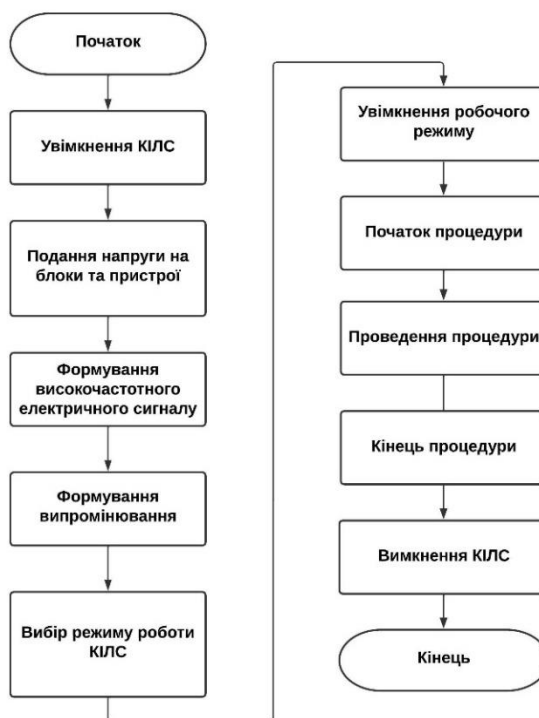 Початок
Увімкнення КІЛС
Подання напруги на
блоки та пристрої
Формування
високочастотного
електричного сигналу
Формування
випромінювання
Вибір режиму роботи
КІЛС
Увімкнення робочого
режиму
Початок процедури
Проведення процедури
Кінець процедури
Вимкнення КІЛС
Кінець